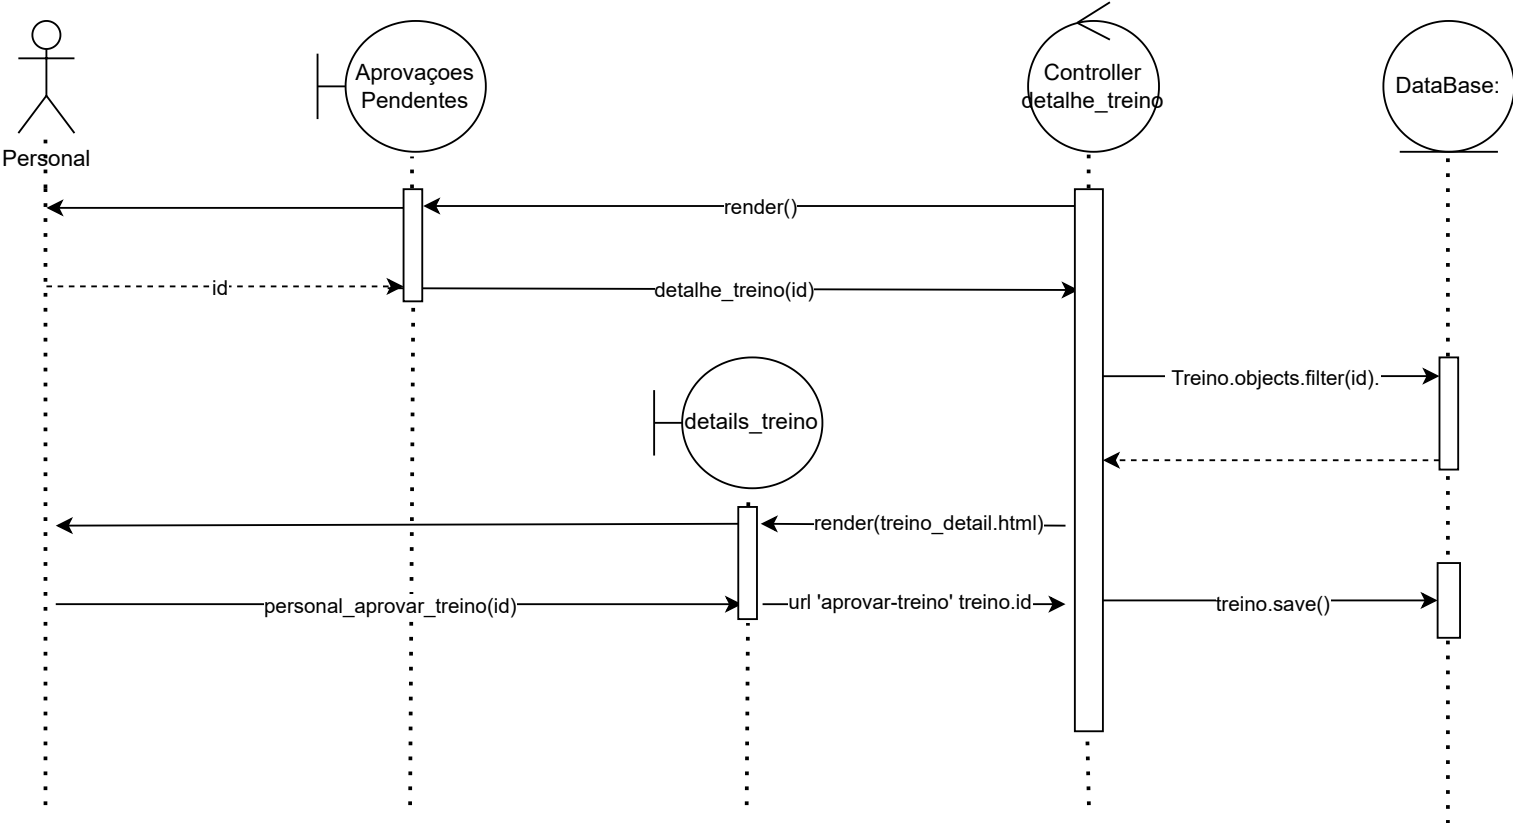 Aprovaçoes
Pendentes
Controller
detalhe_treino
DataBase:
Personal
render()
id
detalhe_treino(id)
Treino.objects.filter(id).
details_treino
render(treino_detail.html)
personal_aprovar_treino(id)
url 'aprovar-treino' treino.id
treino.save()